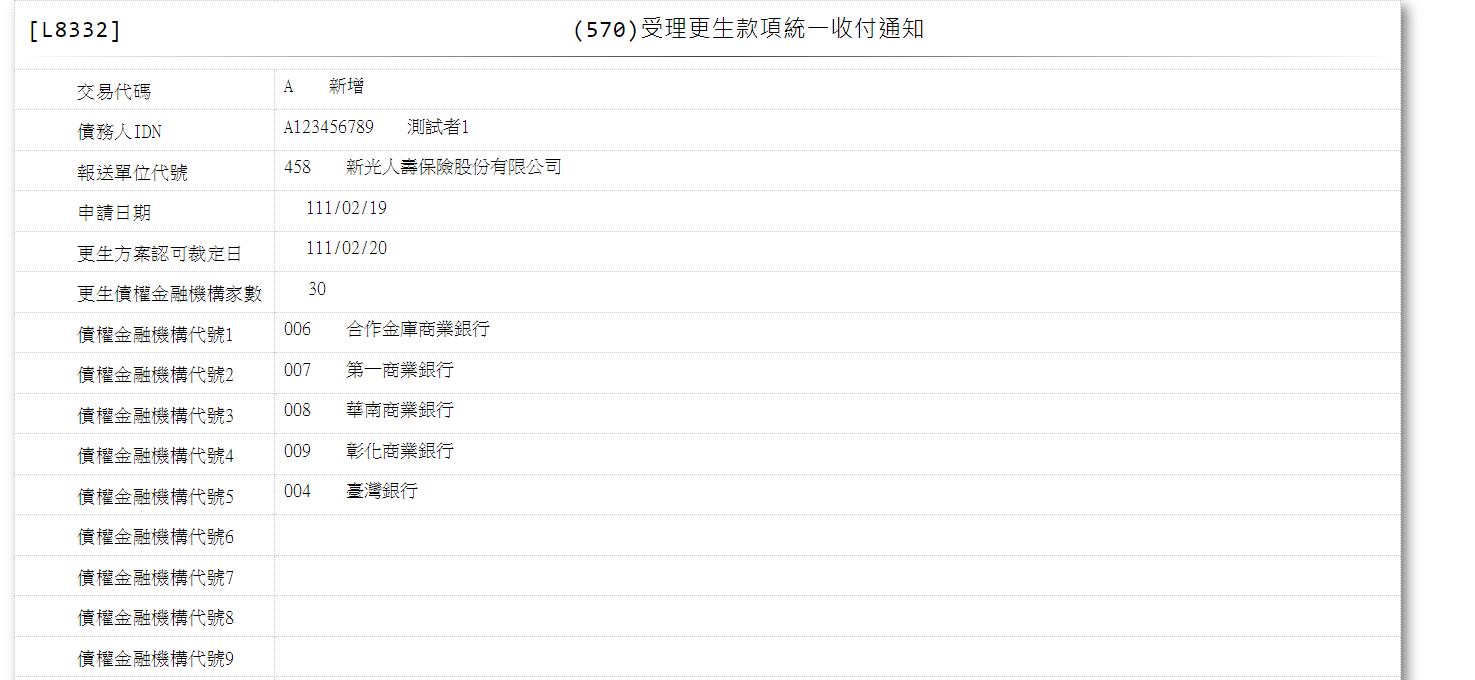 [L8332] (570)受理更生款項統一收付通知
交易代碼 A 新增
債務人IDN A123456789 測試者1
報送單位代號 458 新光人壽保險股份有限公司
申請日期 111/02/19
更生方案認可裁定日 111/02/20
更生債權金融機構家數 30
債權金融機構代號1 006 合作金庫商業銀行
債權金融機構代號2 007 第一商業銀行
債權金融機構代號3 008 華南商業銀行
債權金融機構代號4 009 彰化商業銀行
債權金融機構代號5 004 臺灣銀行
債權金融機構代號6
債權金融機構代號7
債權金融機構代號8
債權金融機構代號9